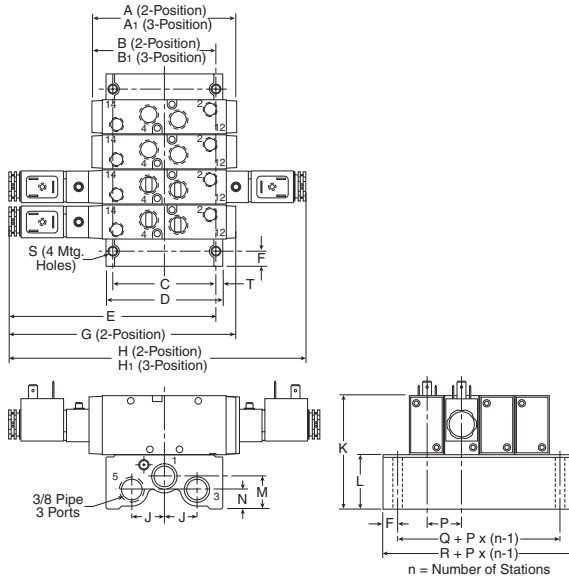 A (2-Position)
A1 (3-Position)
B (2-Position)
B1 (3-Position)
14 2
4 12
14 2
4 12
14 2
4 12
14 2
4 12
S (4 Mtg.
Holes)
F
C T
D
E
G (2-Position)
H (2-Position)
H1 (3-Position)
5 1 3
3/8 Pipe
3 Ports
J J
N M
K
L
F P
Q + P x (n-1)
R + P x (n-1)
n = Number of Stations